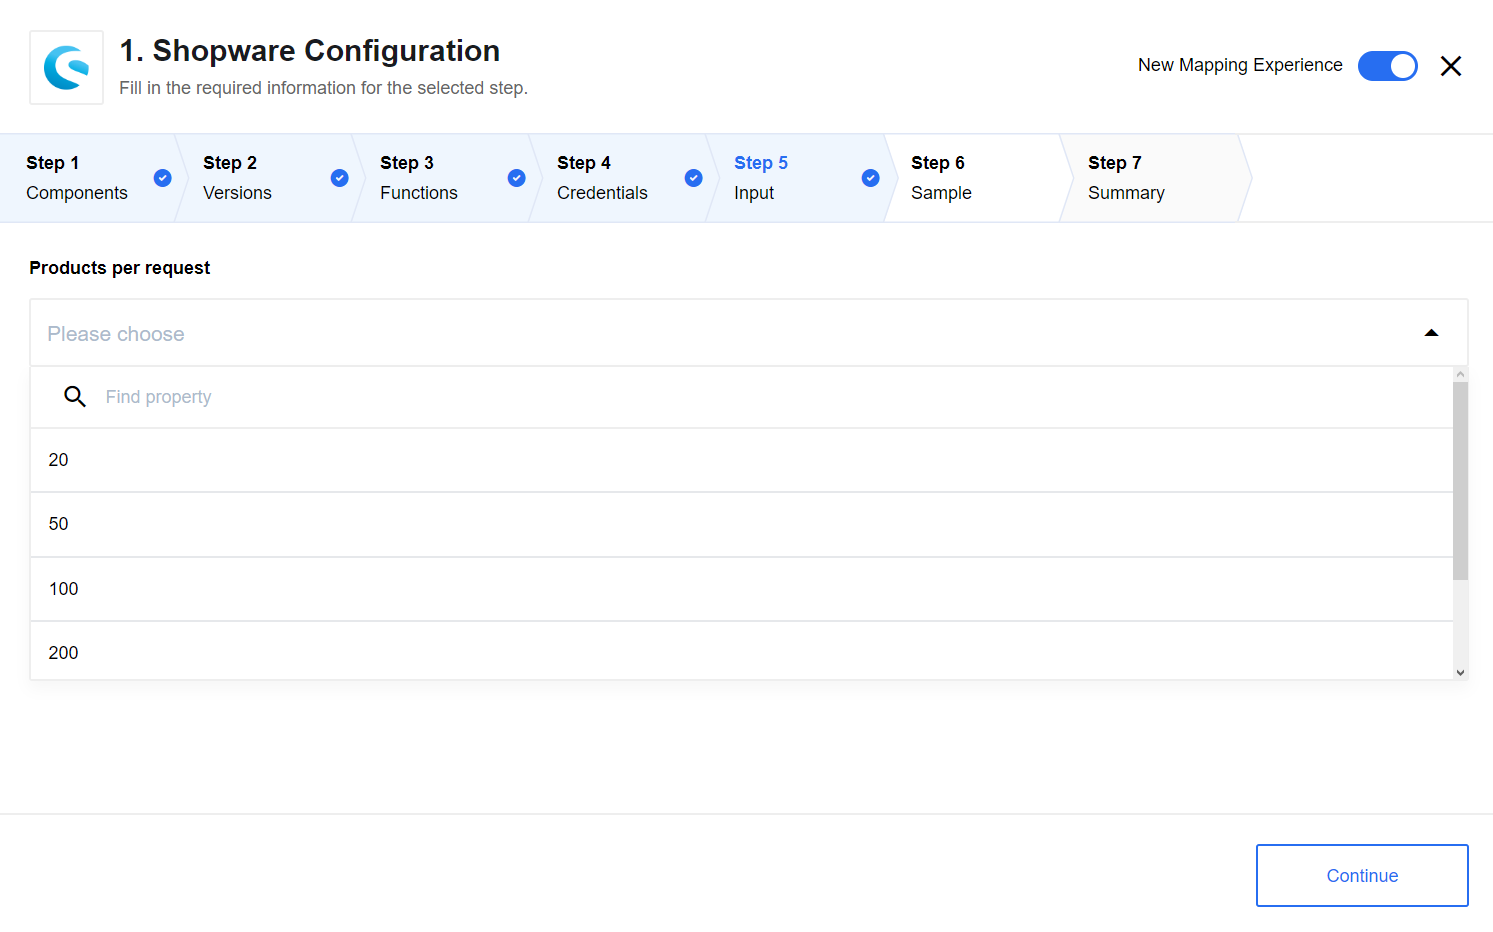 1. Shopware Configuration
Fill in the required information for the selected step.
New Mapping Experience
Step 1
Components
Step 2
Versions
Step 3
Functions
Step 4
Credentials
Step 5
Input
Step 6
Sample
Step 7
Summary
Products per request
Please choose
Find property
20
50
100
200
Continue